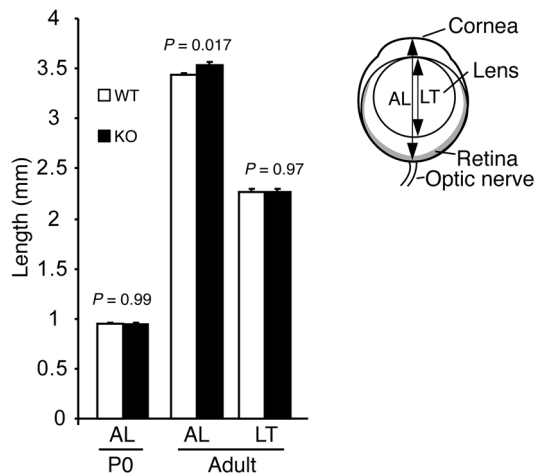 Length (mm)
4
3.5
3
2.5
2
1.5
1
0.5
0
WT
KO
P = 0.99
P = 0.017
P = 0.97
AL
AL
LT
P0
Adult
Cornea
Lens
AL
LT
Retina
Optic nerve